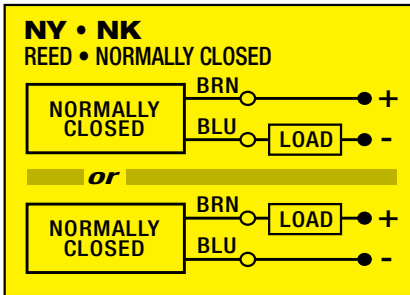 NY • NK
REED • NORMALLY CLOSED
BRN
+
NORMALLY
CLOSED
BLU
LOAD
-
or
BRN
LOAD
+
NORMALLY
CLOSED
BLU
-